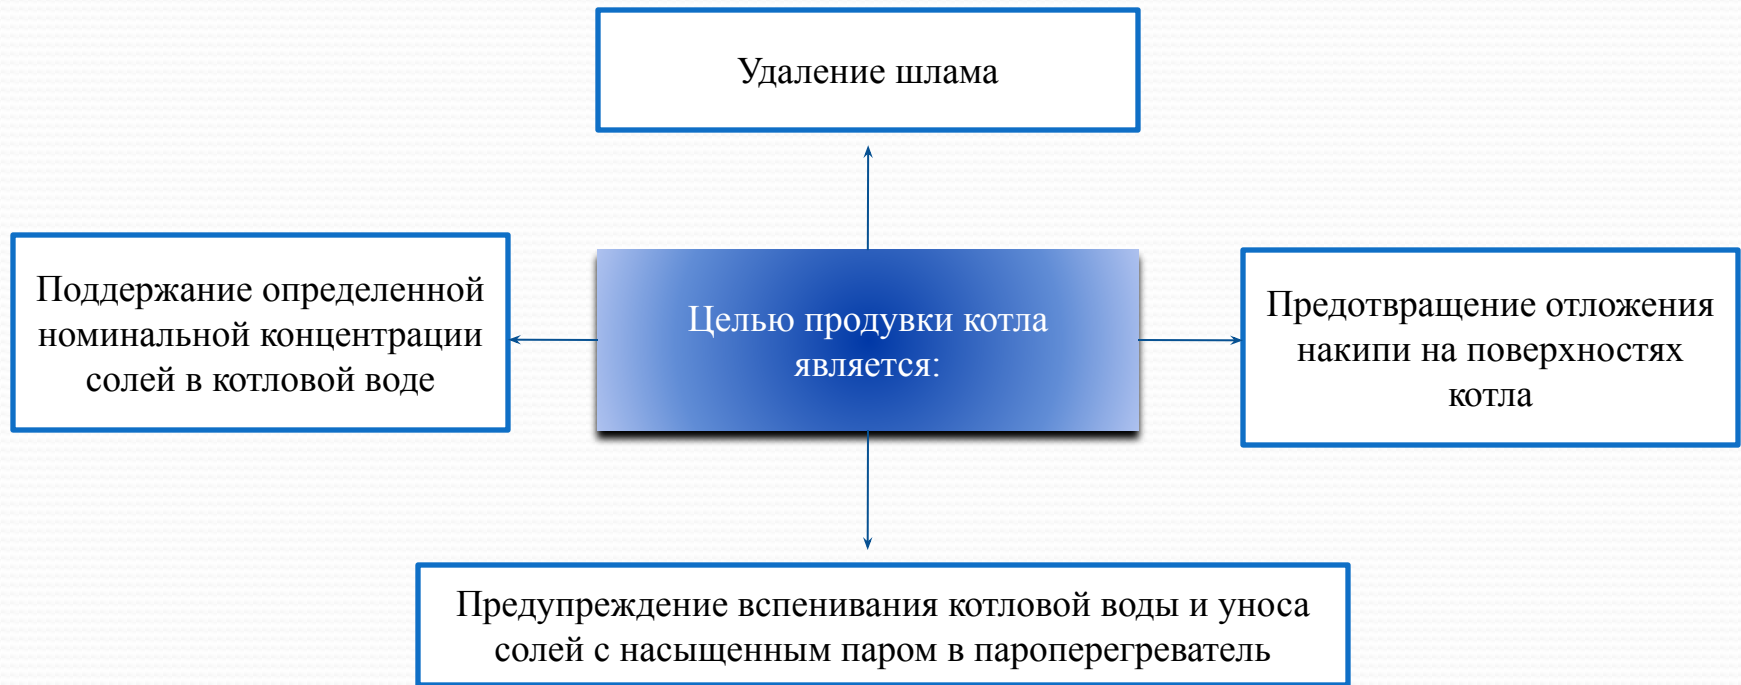 Удаление шлама
Поддержание определенной
номинальной концентрации
солей в котловой воде
Целью продувки котла
является:
Предотвращение отложения
накипи на поверхностях
котла
Предупреждение вспенивания котловой воды и уноса
солей с насыщенным паром в пароперегреватель